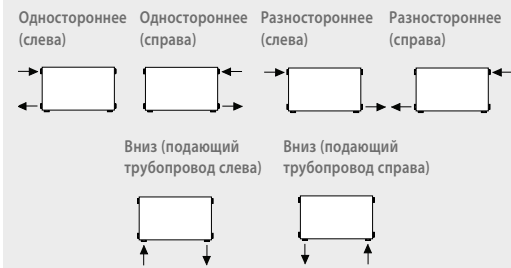 Одностороннее Одностороннее Разностороннее Разностороннее
(слева) (справа) (слева) (справа)
Вниз (подающий Вниз (подающий
трубопровод слева) трубопровод справа)